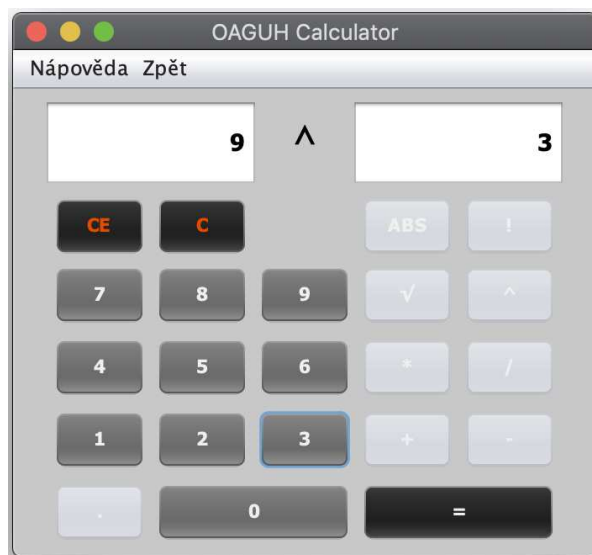 OAGUH Calculator
Nápověda Zpět
9 ^ 3
CE C ABS !
7 8 9 √ ^
4 5 6 * /
1 2 3 + -
. 0 =